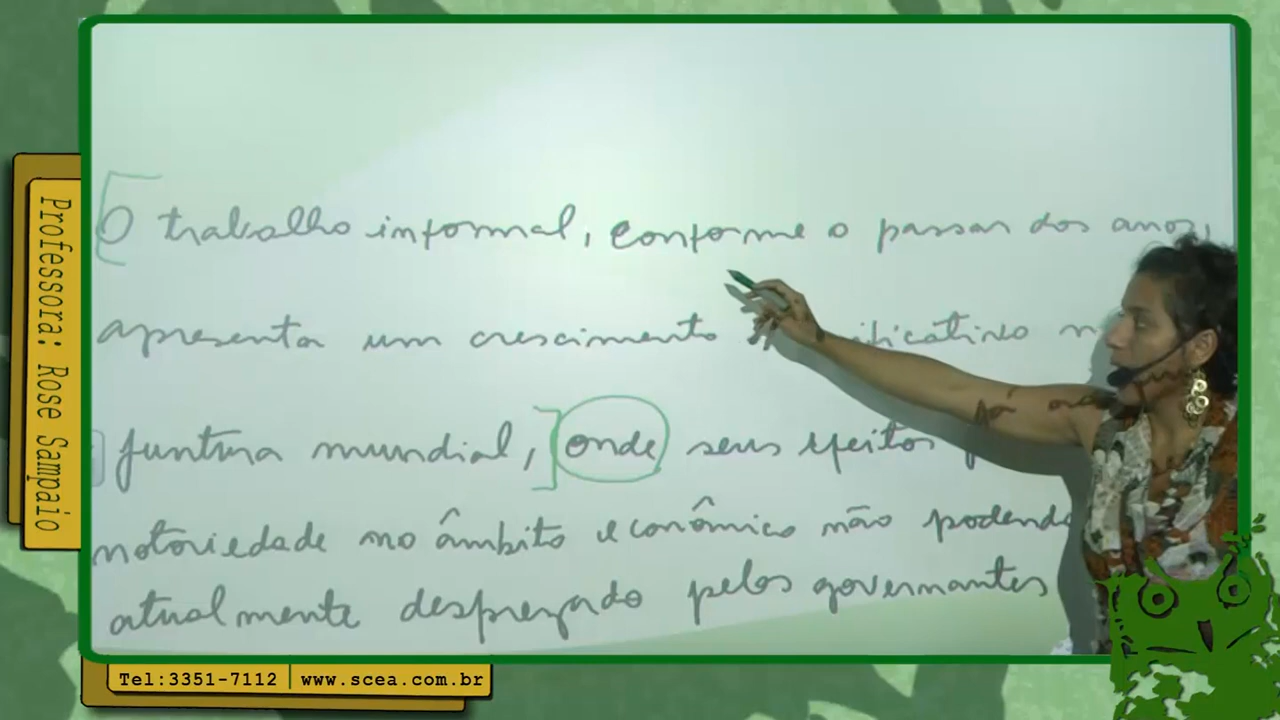 O trabalho informal, conforme o passar dos anos,
apresenta um crescimento
juntura mundial, onde seus efeitos
notoriedade no âmbito econômico não podendo
atualmente desprezado pelos governantes
Professora: Rose Sampaio
Tel:3351-7112 www.scea.com.br